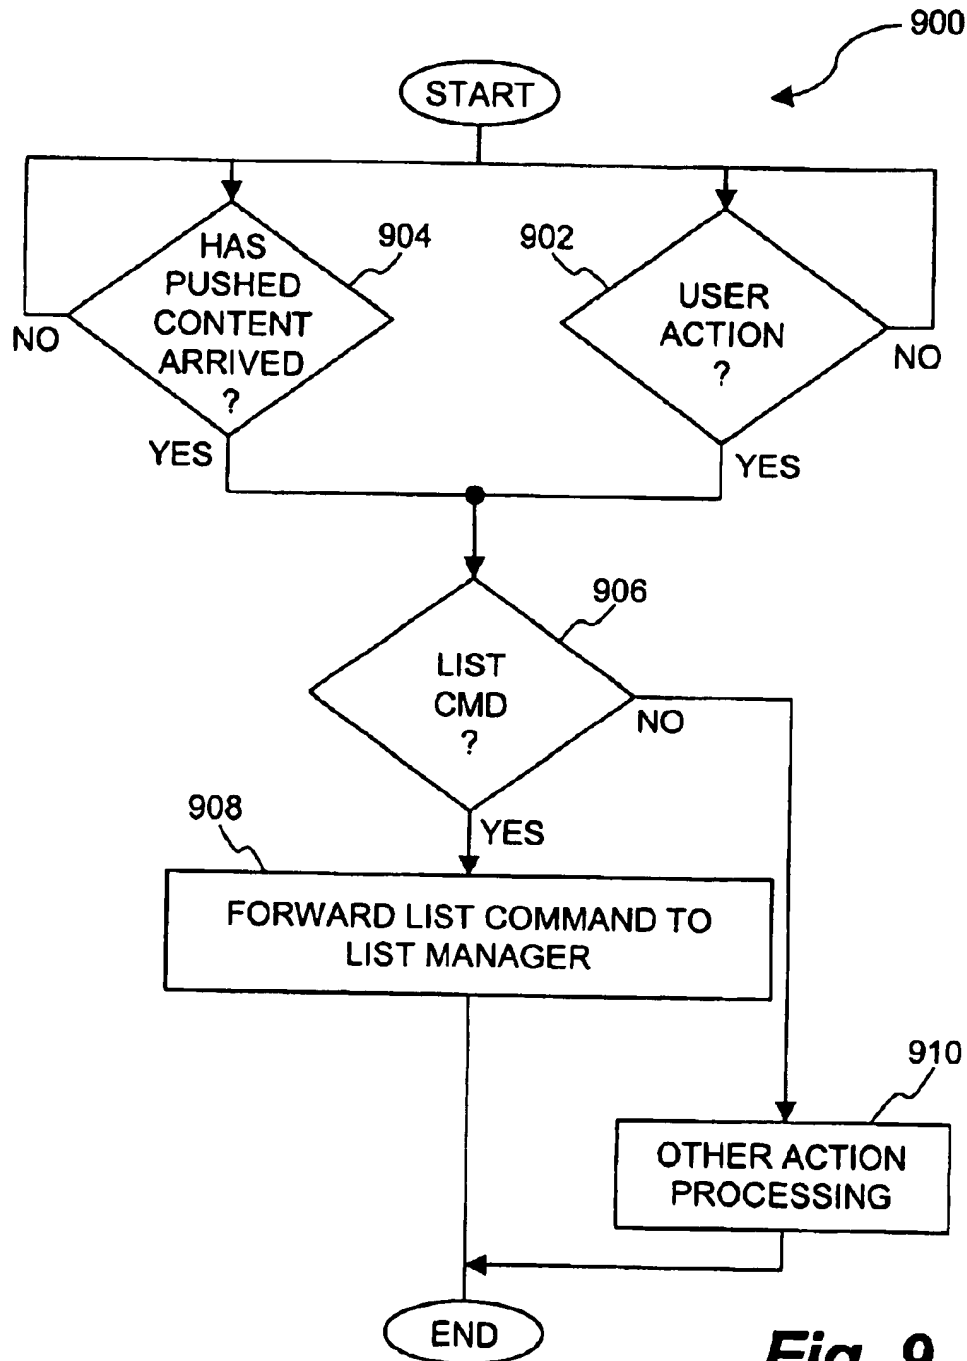 900
START
904
902
HAS
PUSHED
CONTENT
ARRIVED
?
USER
ACTION
?
NO
NO
YES
YES
906
LIST
CMD
?
NO
908
YES
FORWARD LIST COMMAND TO
LIST MANAGER
910
OTHER ACTION
PROCESSING
END
Fig. 9